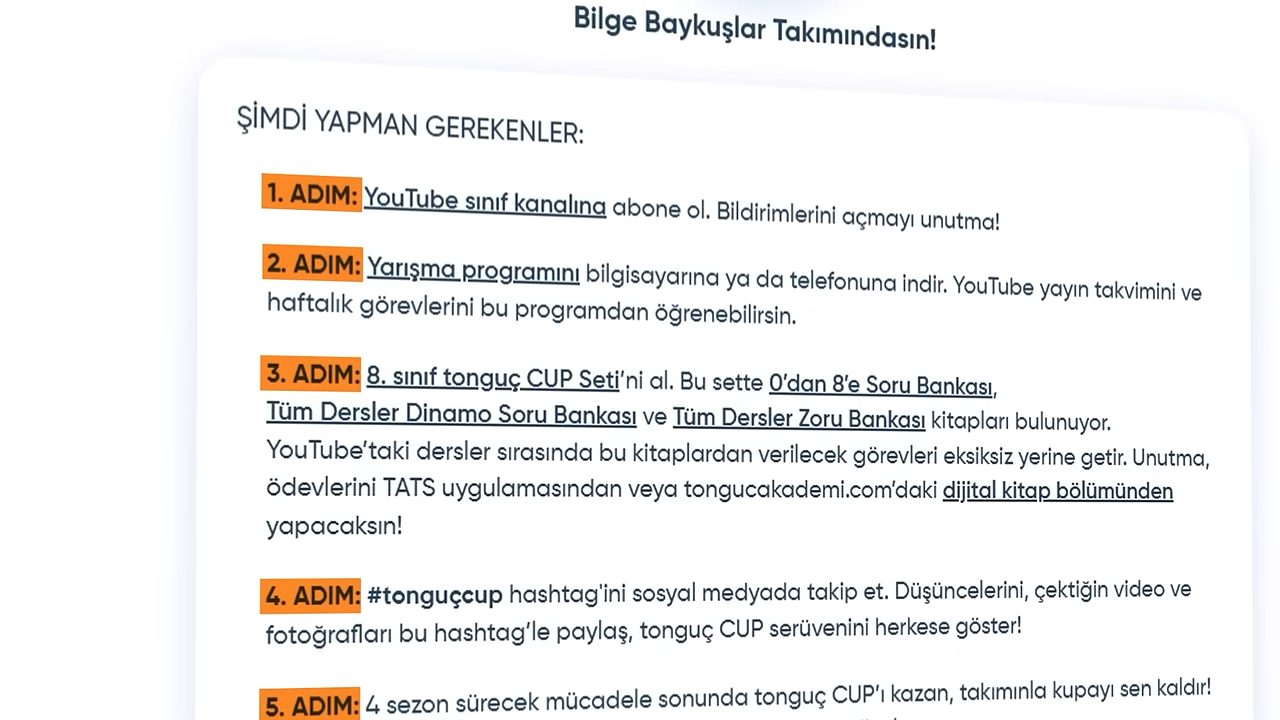 Bilge Baykuşlar Takımındasın!
ŞİMDİ YAPMAN GEREKENLER:
1. ADIM: YouTube sınıf kanalına abone ol. Bildirimlerini açmayı unutma!
2. ADIM: Yarışma programını bilgisayarına ya da telefonuna indir. YouTube yayın takvimini ve
haftalık görevlerini bu programdan öğrenebilirsin.
3. ADIM: 8. sınıf tonguç CUP Seti’ni al. Bu sette 0’dan 8’e Soru Bankası,
Tüm Dersler Dinamo Soru Bankası ve Tüm Dersler Zoru Bankası kitapları bulunuyor.
YouTube’taki dersler sırasında bu kitaplardan verilecek görevleri eksiksiz yerine getir. Unutma,
ödevlerini TATS uygulamasından veya tongucakademi.com’daki dijital kitap bölümünden
yapacaksın!
4. ADIM: #tonguçcup hashtag'ini sosyal medyada takip et. Düşüncelerini, çektiğin video ve
fotoğrafları bu hashtag’le paylaş, tonguç CUP serüvenini herkese göster!
5. ADIM: 4 sezon sürecek mücadele sonunda tonguç CUP’ı kazan, takımınla kupayı sen kaldır!